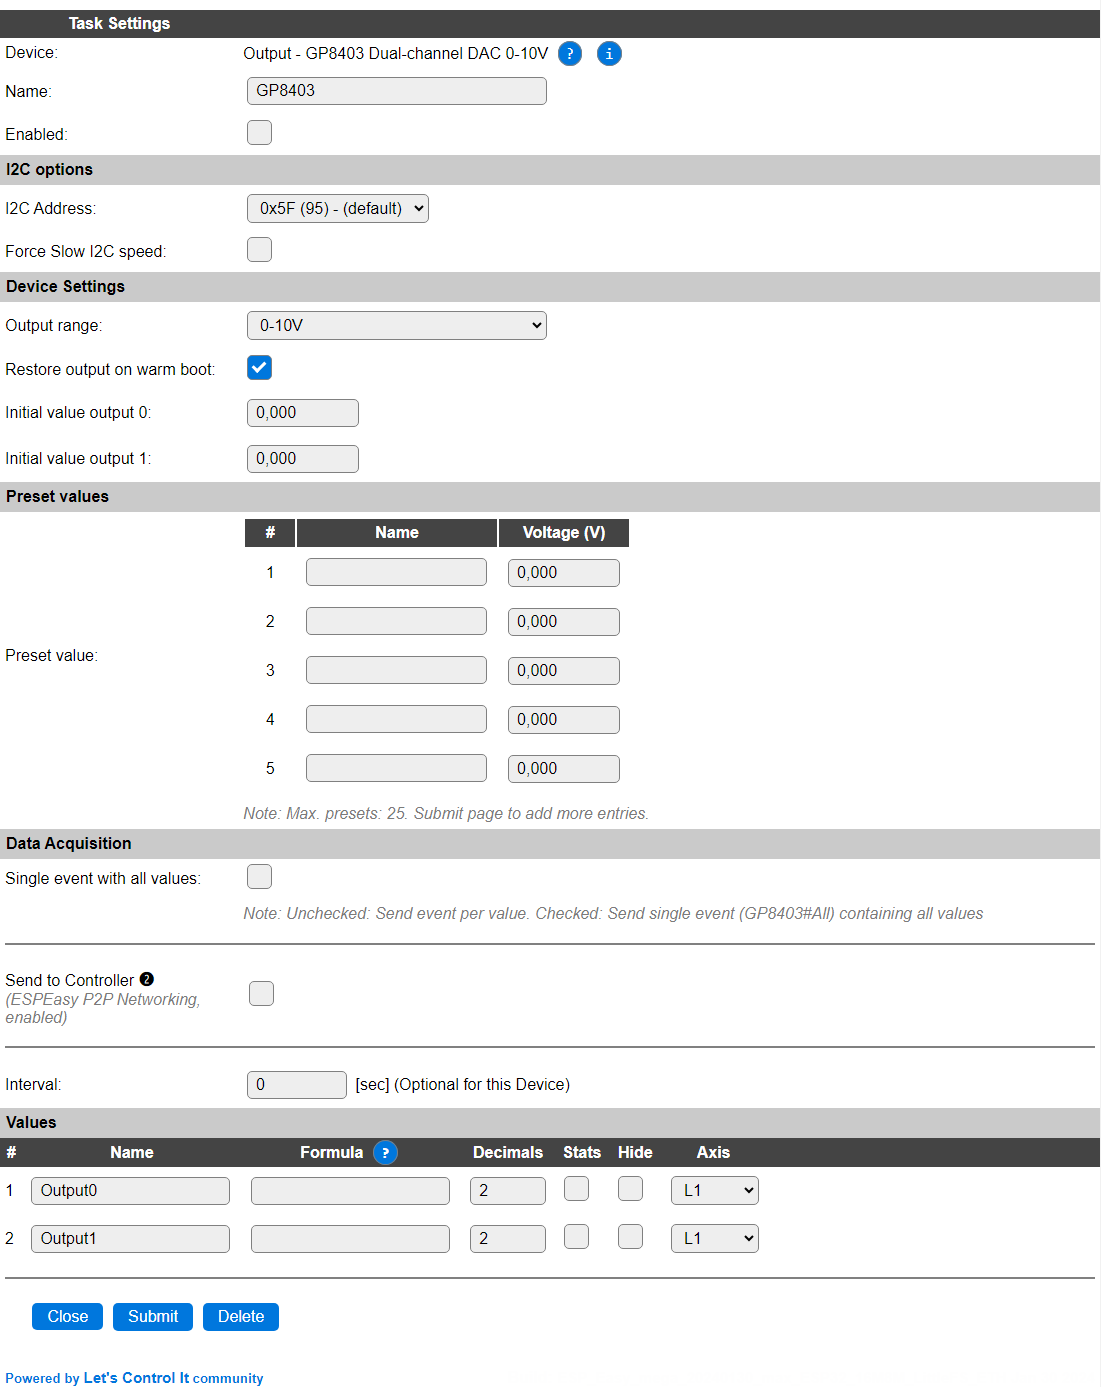 Task Settings
Device: Output - GP8403 Dual-channel DAC 0-10V ? i
Name: GP8403
Enabled:
I2C options
I2C Address: 0x5F (95) - (default)
Force Slow I2C speed:
Device Settings
Output range: 0-10V
Restore output on warm boot:
Initial value output 0: 0,000
Initial value output 1: 0,000
Preset values
# Name Voltage (V)
1 0,000
2 0,000
Preset value:
3 0,000
4 0,000
5 0,000
Note: Max. presets: 25. Submit page to add more entries.
Data Acquisition
Single event with all values:
Note: Unchecked: Send event per value. Checked: Send single event (GP8403#All) containing all values
Send to Controller ❷
(ESPEasy P2P Networking,
enabled)
Interval: 0 [sec] (Optional for this Device)
Values
# Name Formula ? Decimals Stats Hide Axis
1 Output0 2 L1
2 Output1 2 L1
Close Submit Delete
Powered by Let's Control It community